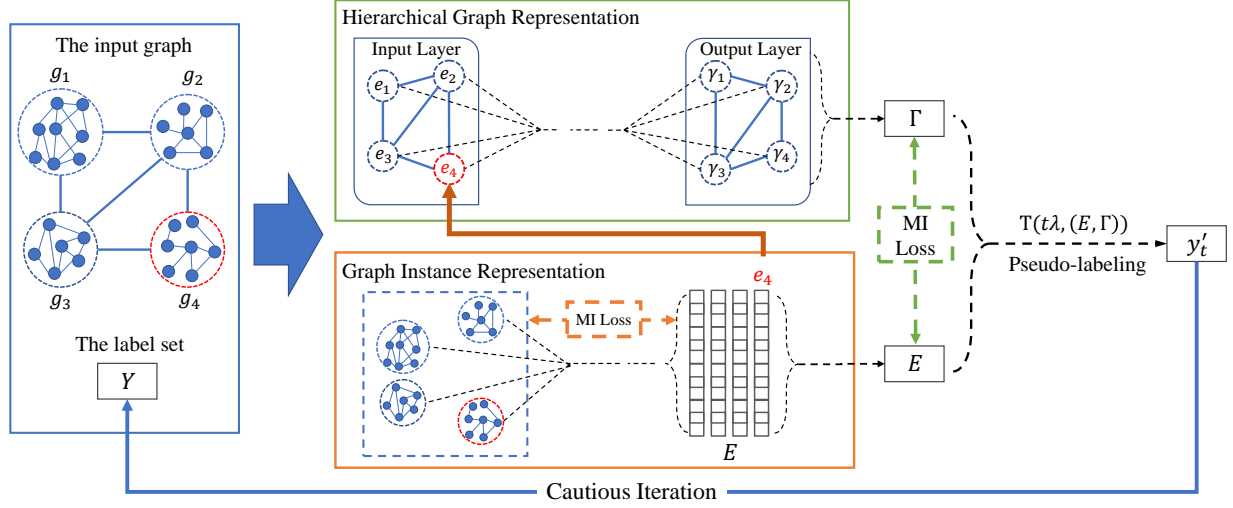 The input graph
g₁
g₂
g₃
g₄
The label set
Y
Hierarchical Graph Representation
Input Layer
e₁
e₂
e₃
e₄
Output Layer
γ₁
γ₂
γ₃
γ₄
Graph Instance Representation
MI Loss
e₄
E
Γ
MI
Loss
E
T(tλ, (E, Γ))
Pseudo-labeling
y′ₜ
Cautious Iteration